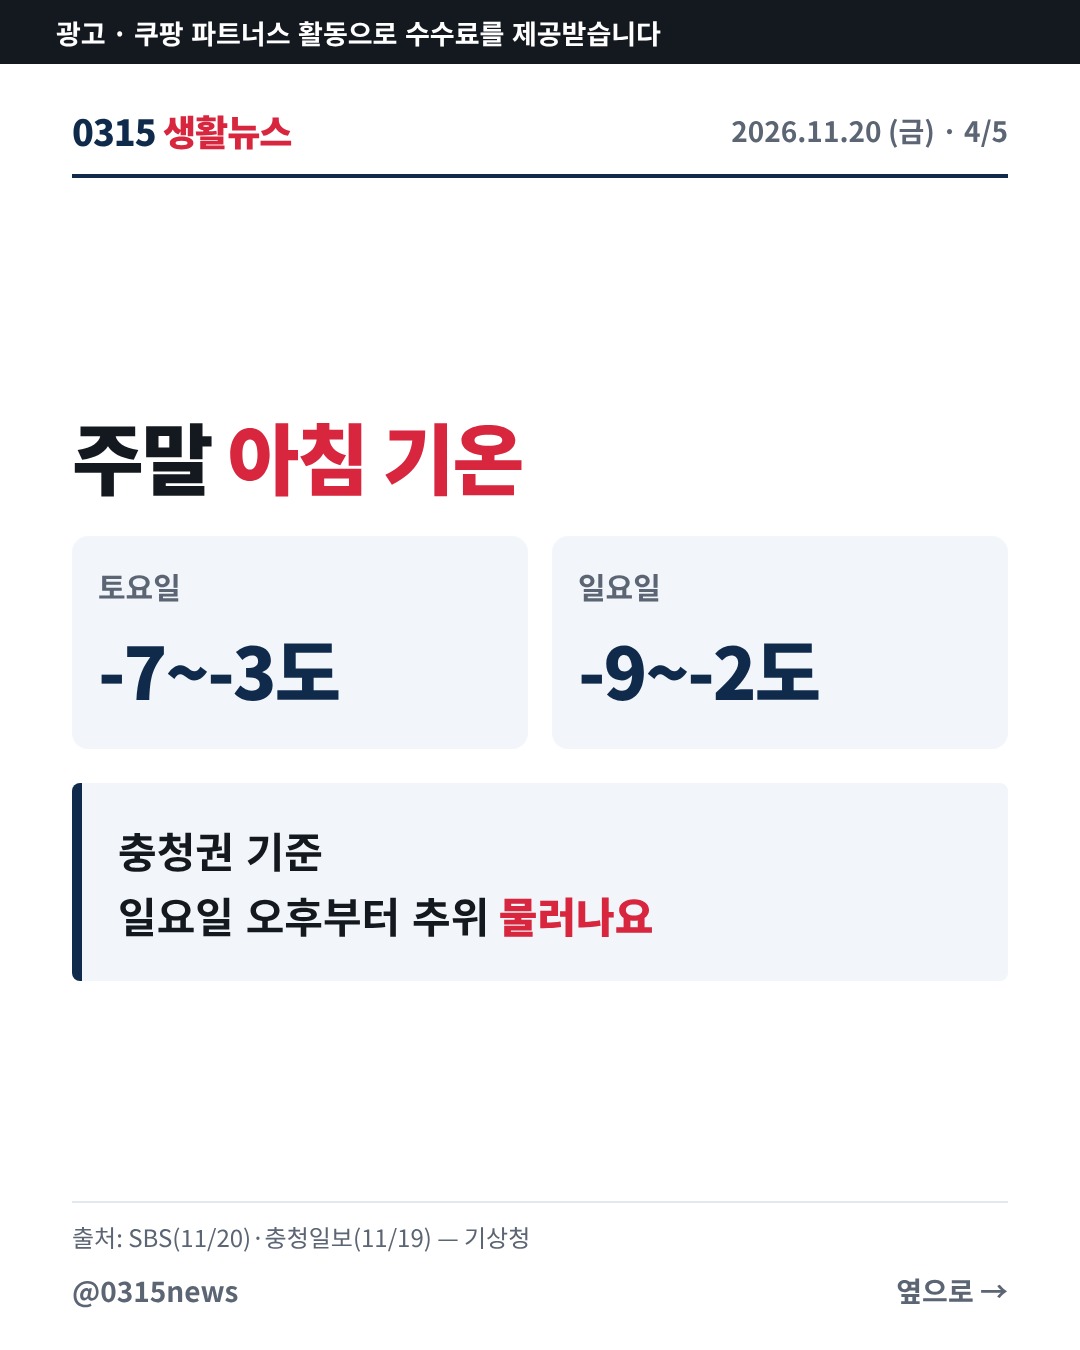 광고 · 쿠팡 파트너스 활동으로 수수료를 제공받습니다
0315 생활뉴스
2026.11.20 (금) · 4/5
주말 아침 기온
토요일
-7~-3도
일요일
-9~-2도
충청권 기준
일요일 오후부터 추위 물러나요
출처: SBS(11/20)·충청일보(11/19) — 기상청
@0315news
옆으로 →